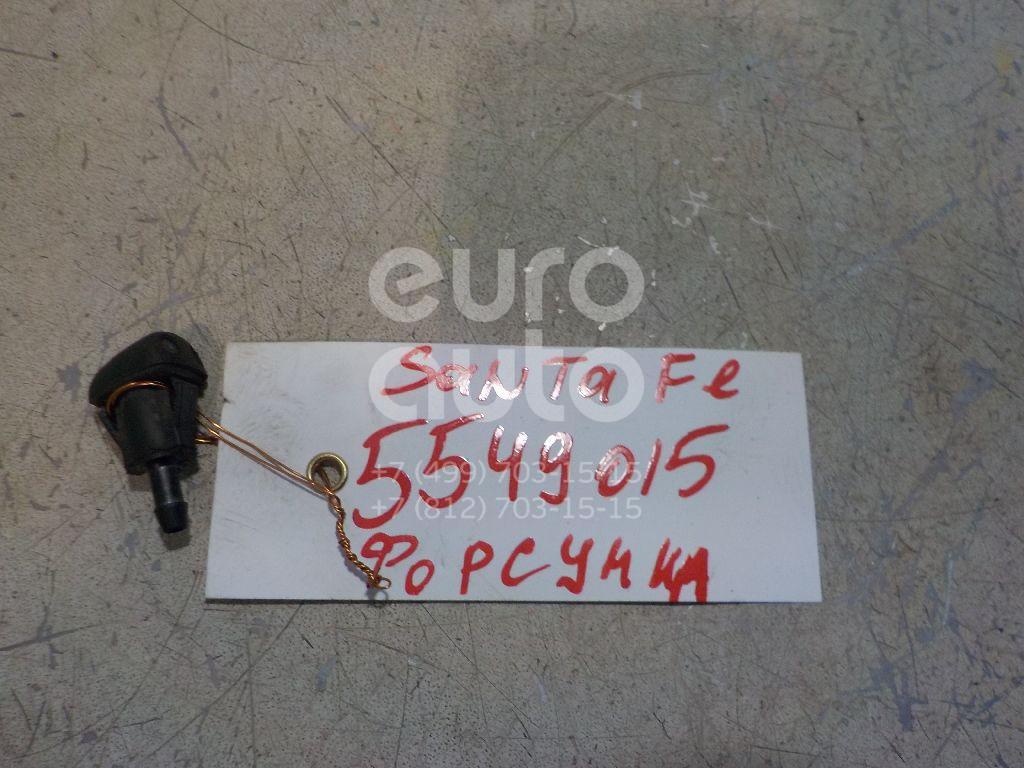 euro
auto
SanTa Fe
5549015
+7 (499) 703-15-15
+7 (812) 703-15-15
Форсунка